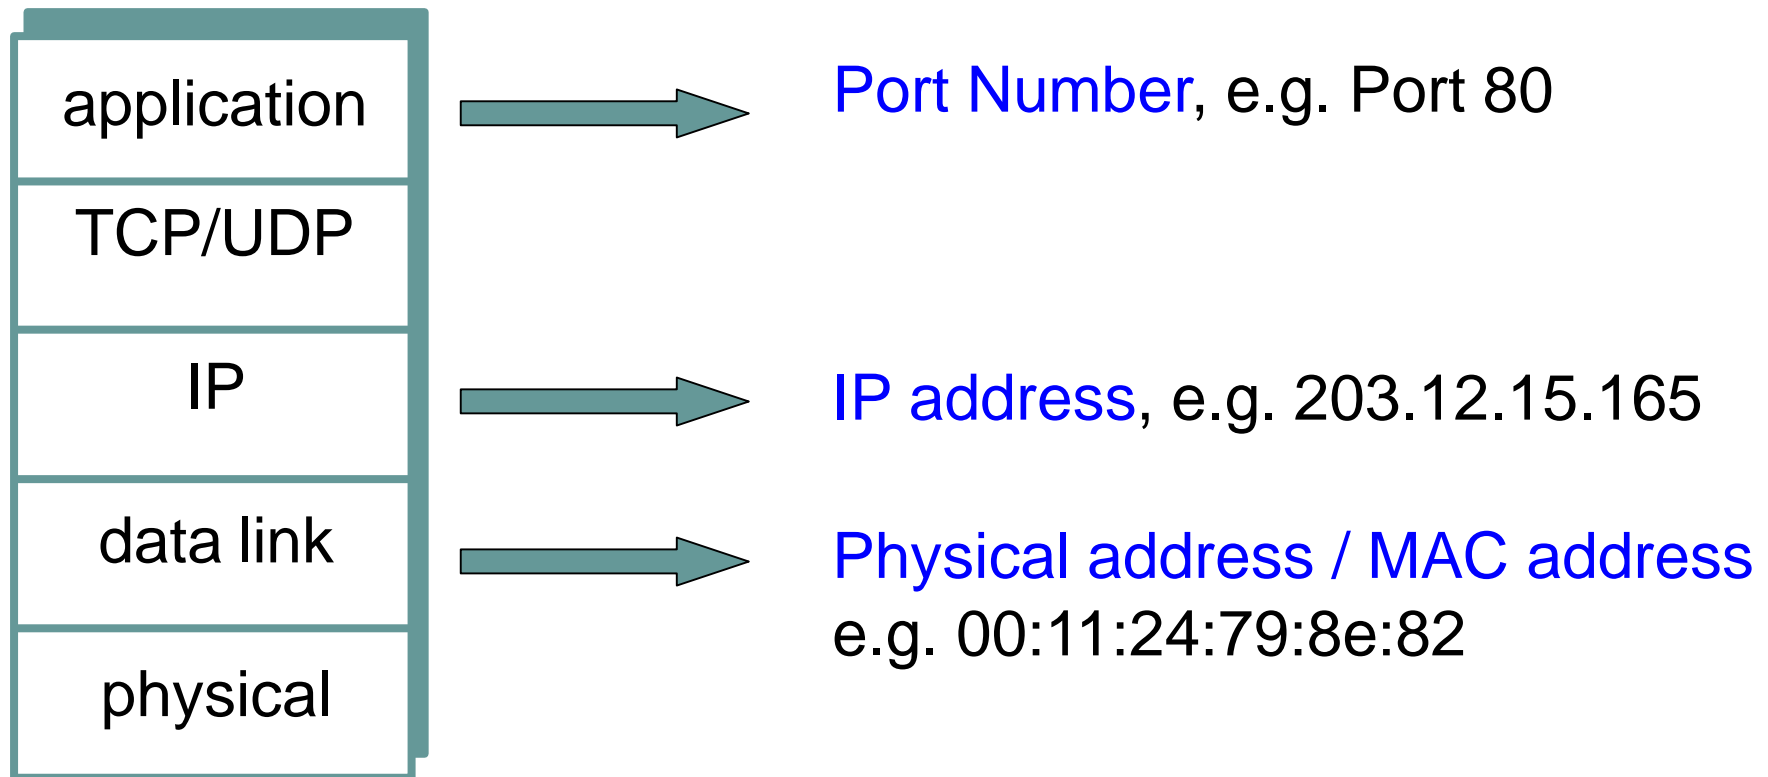 application
Port Number, e.g. Port 80
TCP/UDP
IP
IP address, e.g. 203.12.15.165
data link
Physical address / MAC address
e.g. 00:11:24:79:8e:82
physical